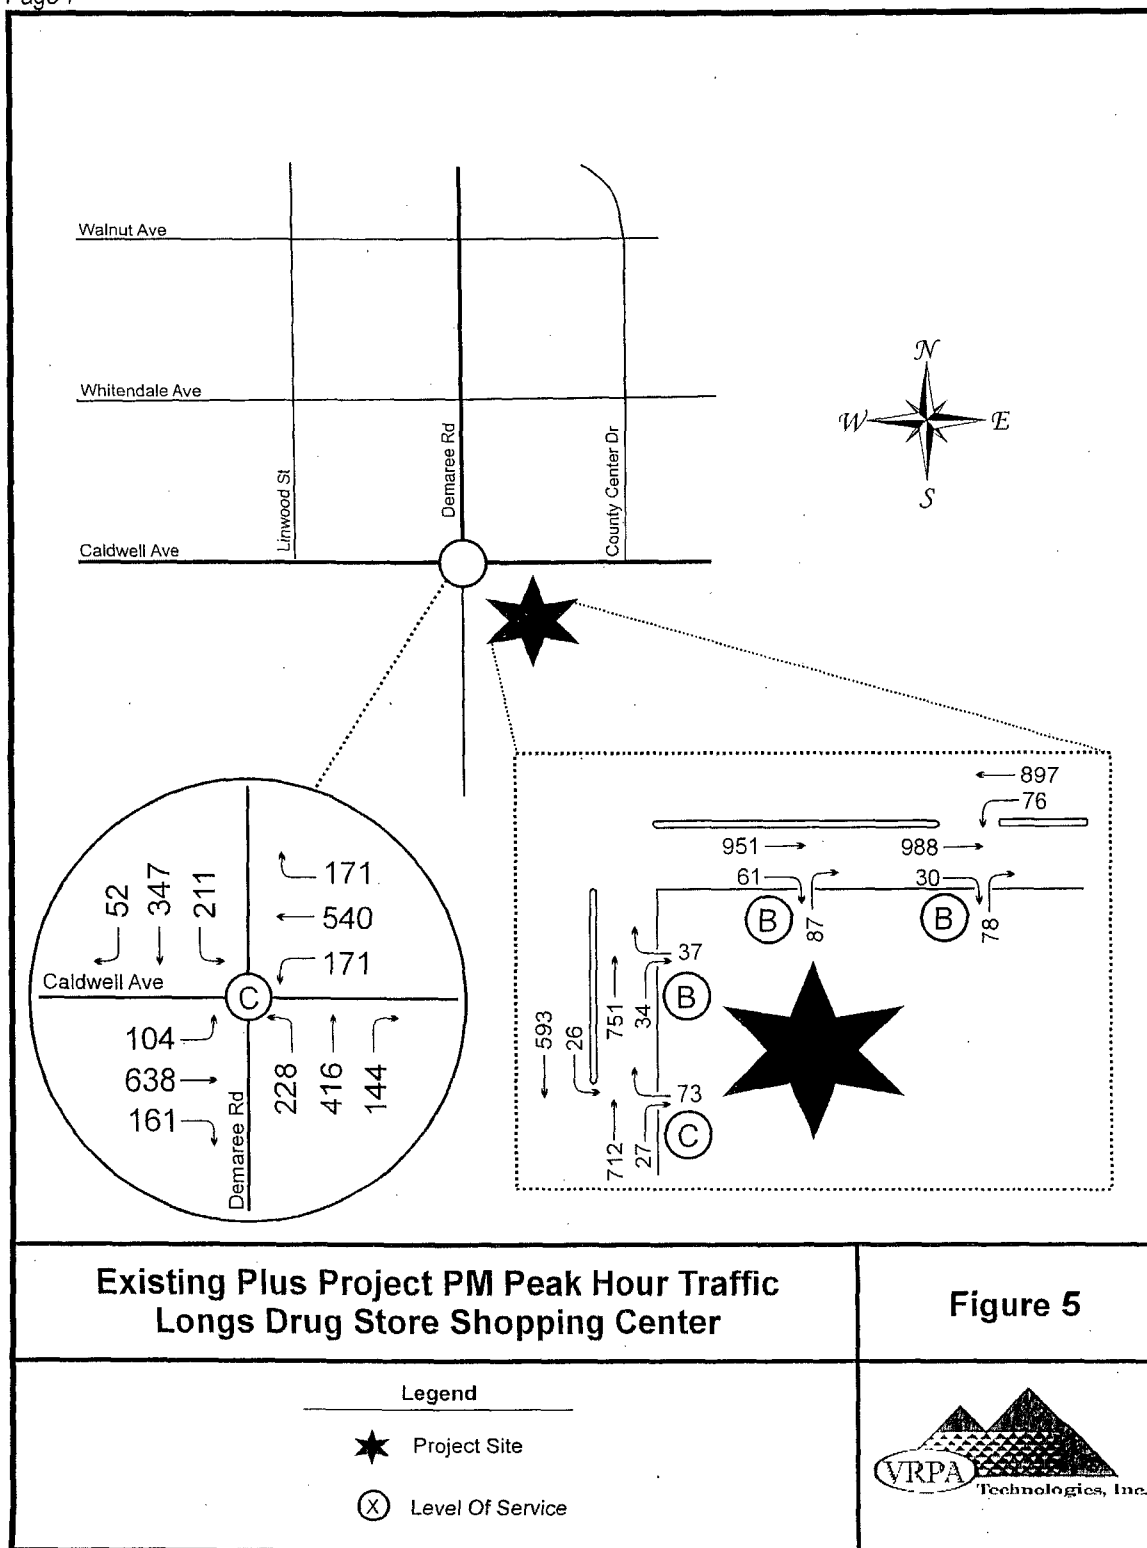 Page 1
Walnut Ave
Whitendale Ave
Caldwell Ave
Linwood St
Demaree Rd
County Center Dr
N
W
E
S
52
347
211
171
540
171
Caldwell Ave
C
104
638
161
228
416
144
Demaree Rd
897
76
951
988
61
30
B
87
B
78
37
B
593
26
751
34
73
C
712
27
Existing Plus Project PM Peak Hour Traffic
Longs Drug Store Shopping Center
Figure 5
Legend
Project Site
X
Level Of Service
VRPA
Technologies, Inc.